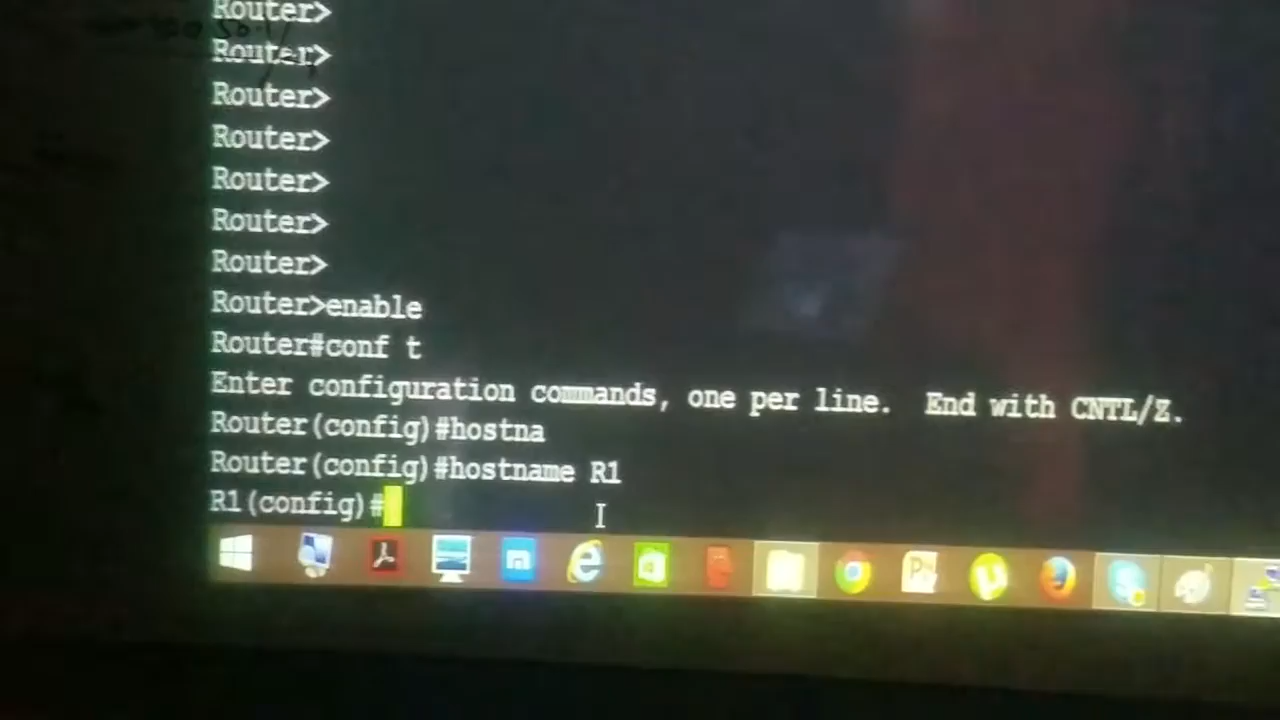 Router>
Router>
Router>
Router>
Router>
Router>
Router>
Router>enable
Router#conf t
Enter configuration commands, one per line.  End with CNTL/Z.
Router(config)#hostna
Router(config)#hostname R1
R1(config)#